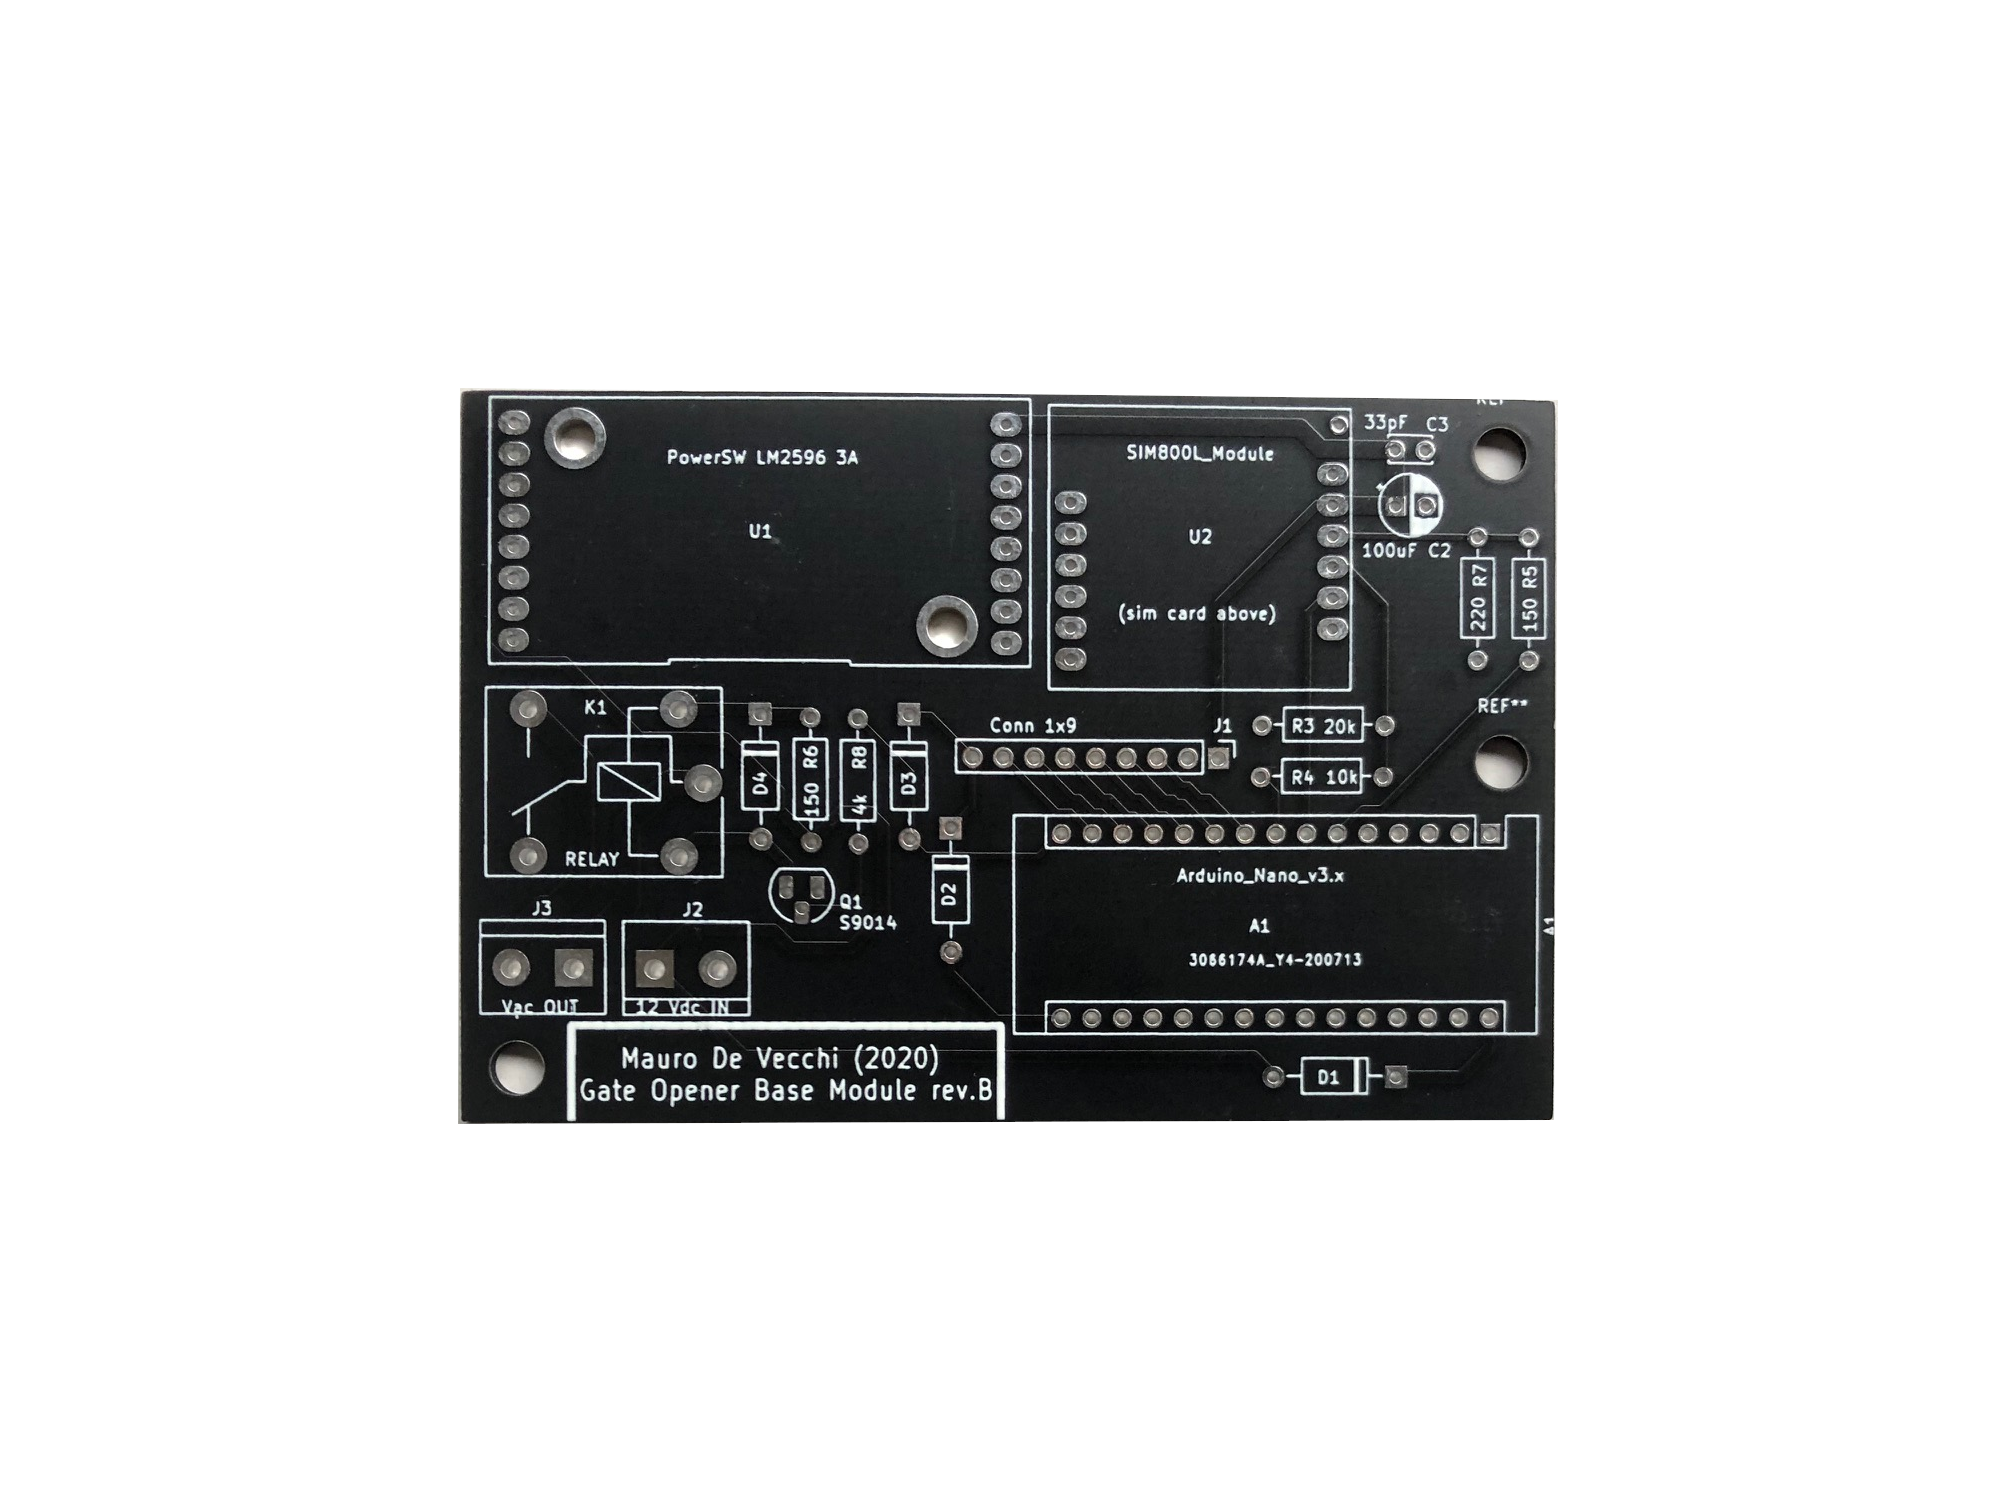 PowerSW LM2596 3A
U1
SIM800L_Module
U2
(sim card above)
33pF C3
100uF C2
220 R7
150 R5
REF**
K1
RELAY
D4
150 R6
4k R8
D3
Conn 1x9
J1
R3 20k
R4 10k
D2
Q1
S9014
Arduino_Nano_v3.x
A1
3066174A_Y4-200713
A1
J3
Vac OUT
J2
12 Vdc IN
D1
Mauro De Vecchi (2020)
Gate Opener Base Module rev.B